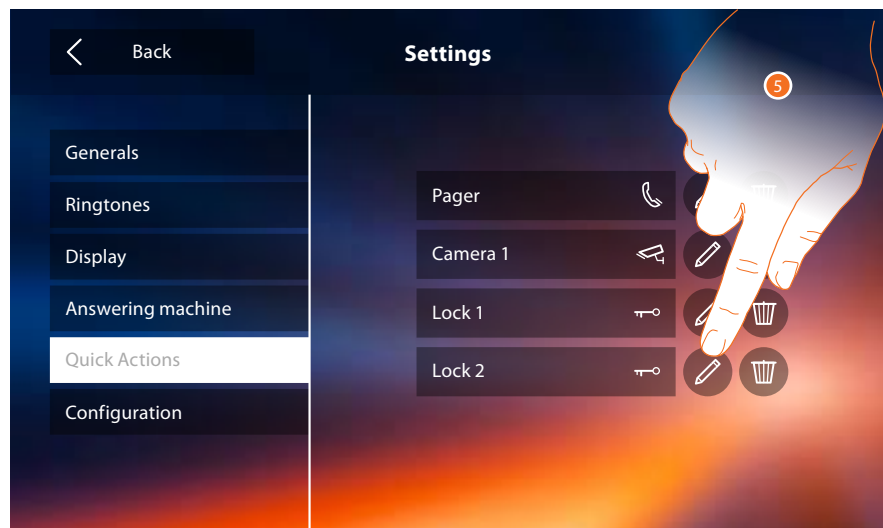 Back
Settings
5
Generals
Ringtones
Display
Answering machine
Quick Actions
Configuration
Pager
Camera 1
Lock 1
Lock 2